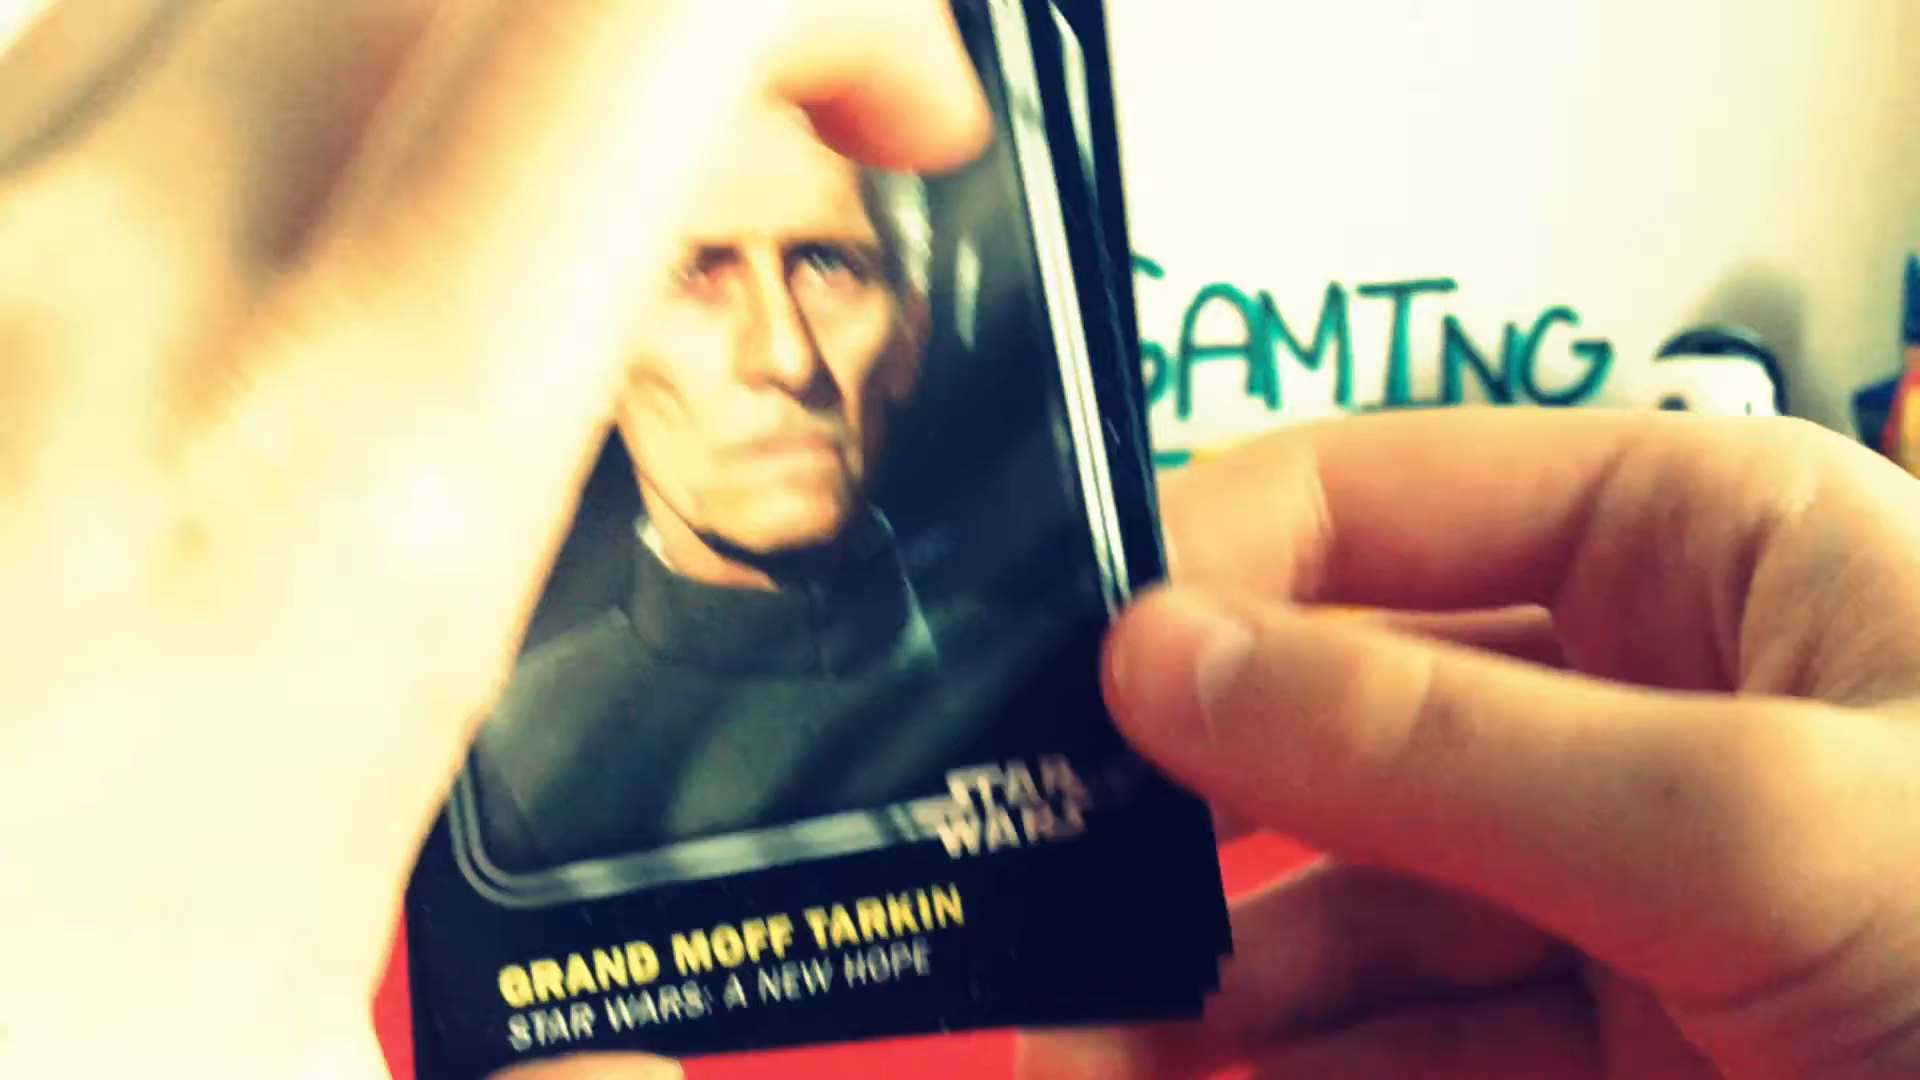 GAMING
STAR
WARS
GRAND MOFF TARKIN
STAR WARS: A NEW HOPE